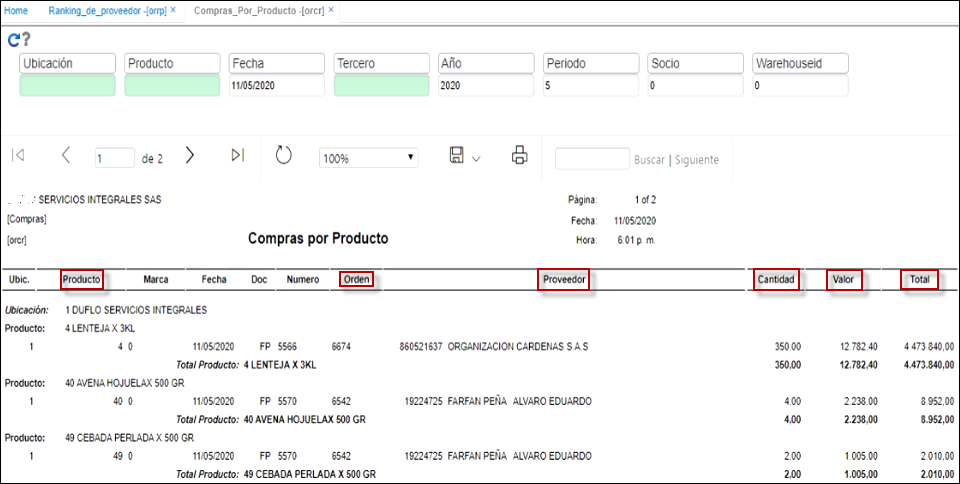 Home Ranking_de_proveedor -[orrp] × Compras_Por_Producto -[orcr] ×
?
Ubicación Producto Fecha Tercero Año Periodo Socio Warehouseid
11/05/2020 2020 5 0 0
1 de 2 100% Buscar | Siguiente
SERVICIOS INTEGRALES SAS Página: 1 of 2
[Compras] Fecha: 11/05/2020
[orcr] Compras por Producto Hora: 6:01 p. m.
Ubic. Producto Marca Fecha Doc Numero Orden Proveedor Cantidad Valor Total
Ubicación: 1 DUFLO SERVICIOS INTEGRALES
Producto: 4 LENTEJA X 3KL
1 4 0 11/05/2020 FP 5566 6674 860521637 ORGANIZACION CARDENAS S A S 350,00 12.782,40 4.473.840,00
Total Producto: 4 LENTEJA X 3KL 350,00 12.782,40 4.473.840,00
Producto: 40 AVENA HOJUELAX 500 GR
1 40 0 11/05/2020 FP 5570 6542 19224725 FARFAN PEÑA ALVARO EDUARDO 4,00 2.238,00 8.952,00
Total Producto: 40 AVENA HOJUELAX 500 GR 4,00 2.238,00 8.952,00
Producto: 49 CEBADA PERLADA X 500 GR
1 49 0 11/05/2020 FP 5570 6542 19224725 FARFAN PEÑA ALVARO EDUARDO 2,00 1.005,00 2.010,00
Total Producto: 49 CEBADA PERLADA X 500 GR 2,00 1.005,00 2.010,00